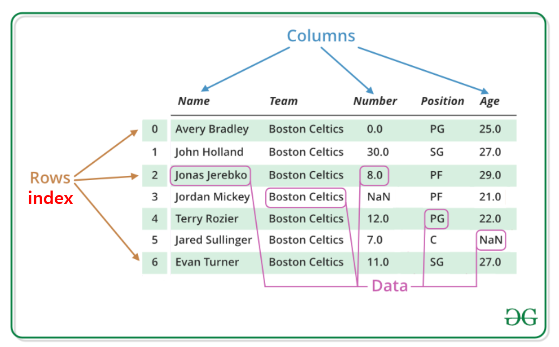 Columns
Name Team Number Position Age
0 Avery Bradley Boston Celtics 0.0 PG 25.0
1 John Holland Boston Celtics 30.0 SG 27.0
2 Jonas Jerebko Boston Celtics 8.0 PF 29.0
Rows
index
3 Jordan Mickey Boston Celtics NaN PF 21.0
4 Terry Rozier Boston Celtics 12.0 PG 22.0
5 Jared Sullinger Boston Celtics 7.0 C NaN
6 Evan Turner Boston Celtics 11.0 SG 27.0
Data